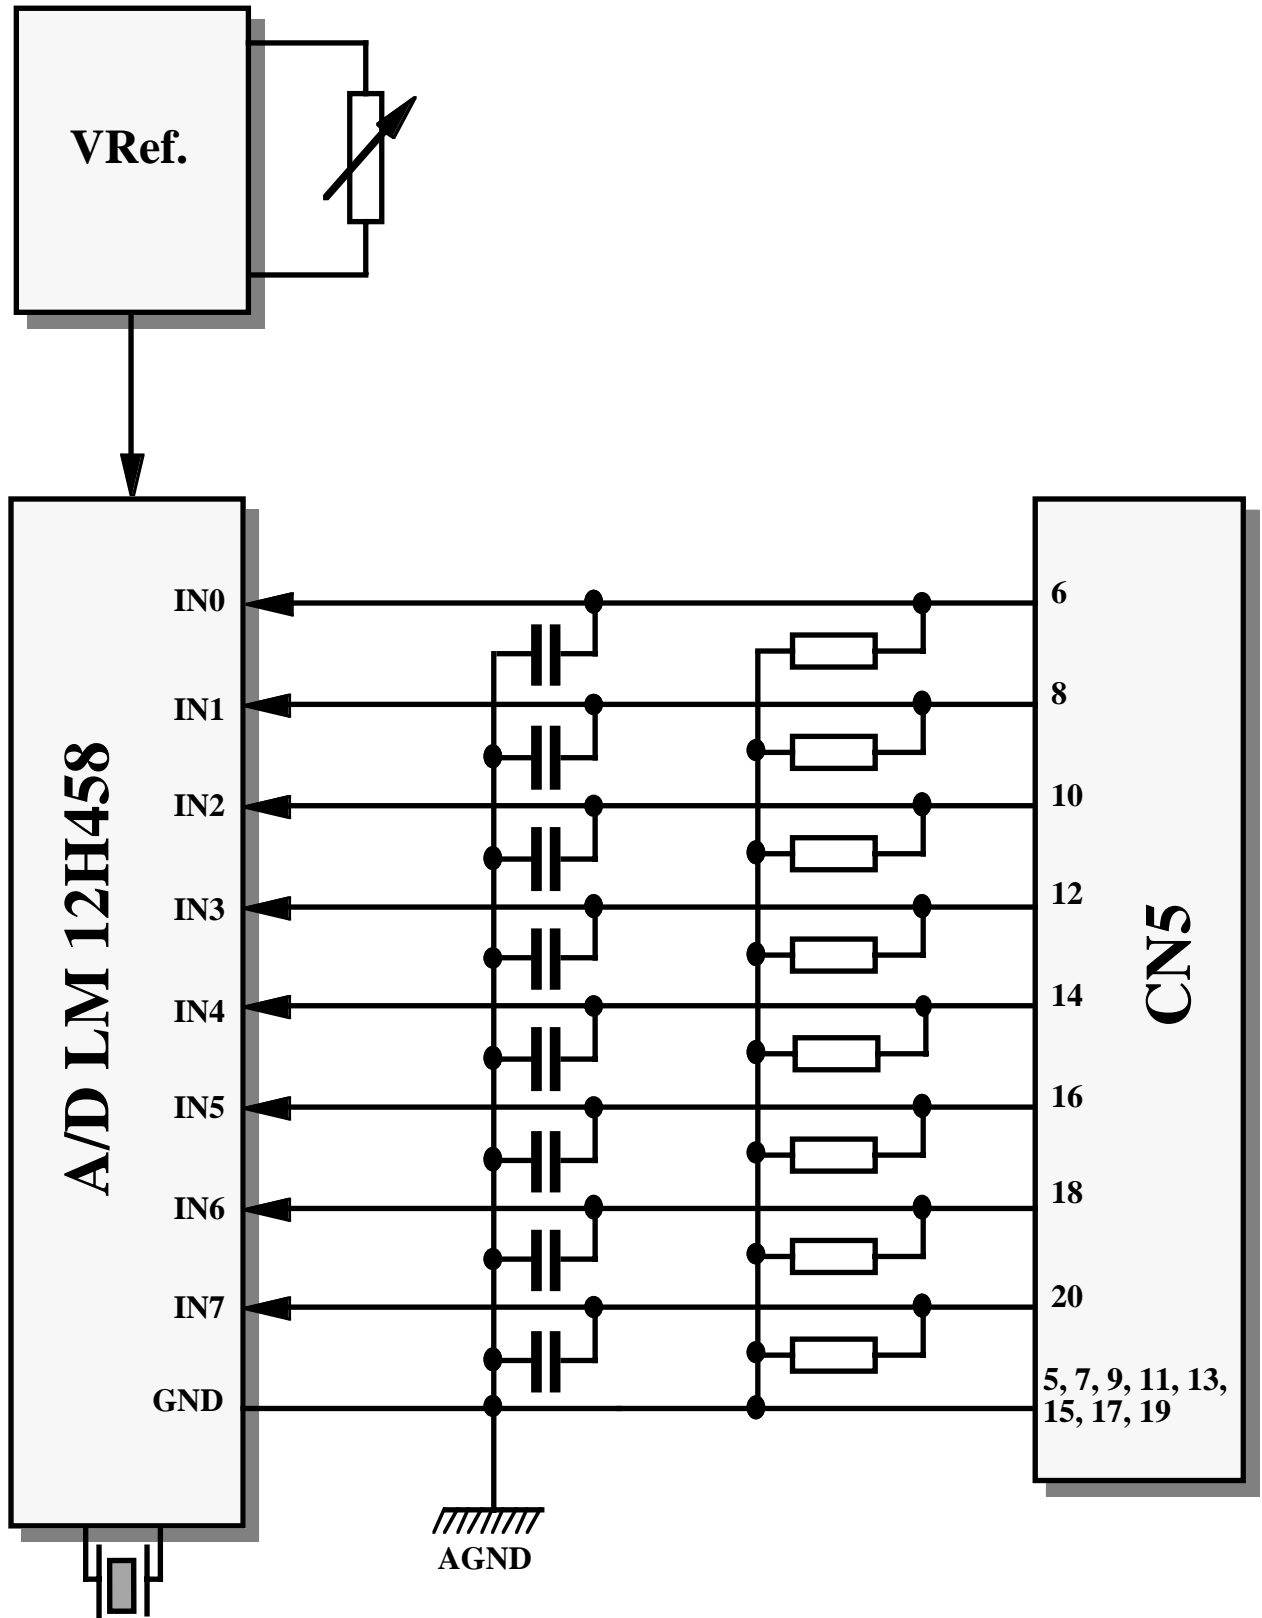 VRef.
A/D LM 12H458
IN0
IN1
IN2
IN3
IN4
IN5
IN6
IN7
GND
AGND
6
8
10
12
14
16
18
20
5, 7, 9, 11, 13,
15, 17, 19
CN5